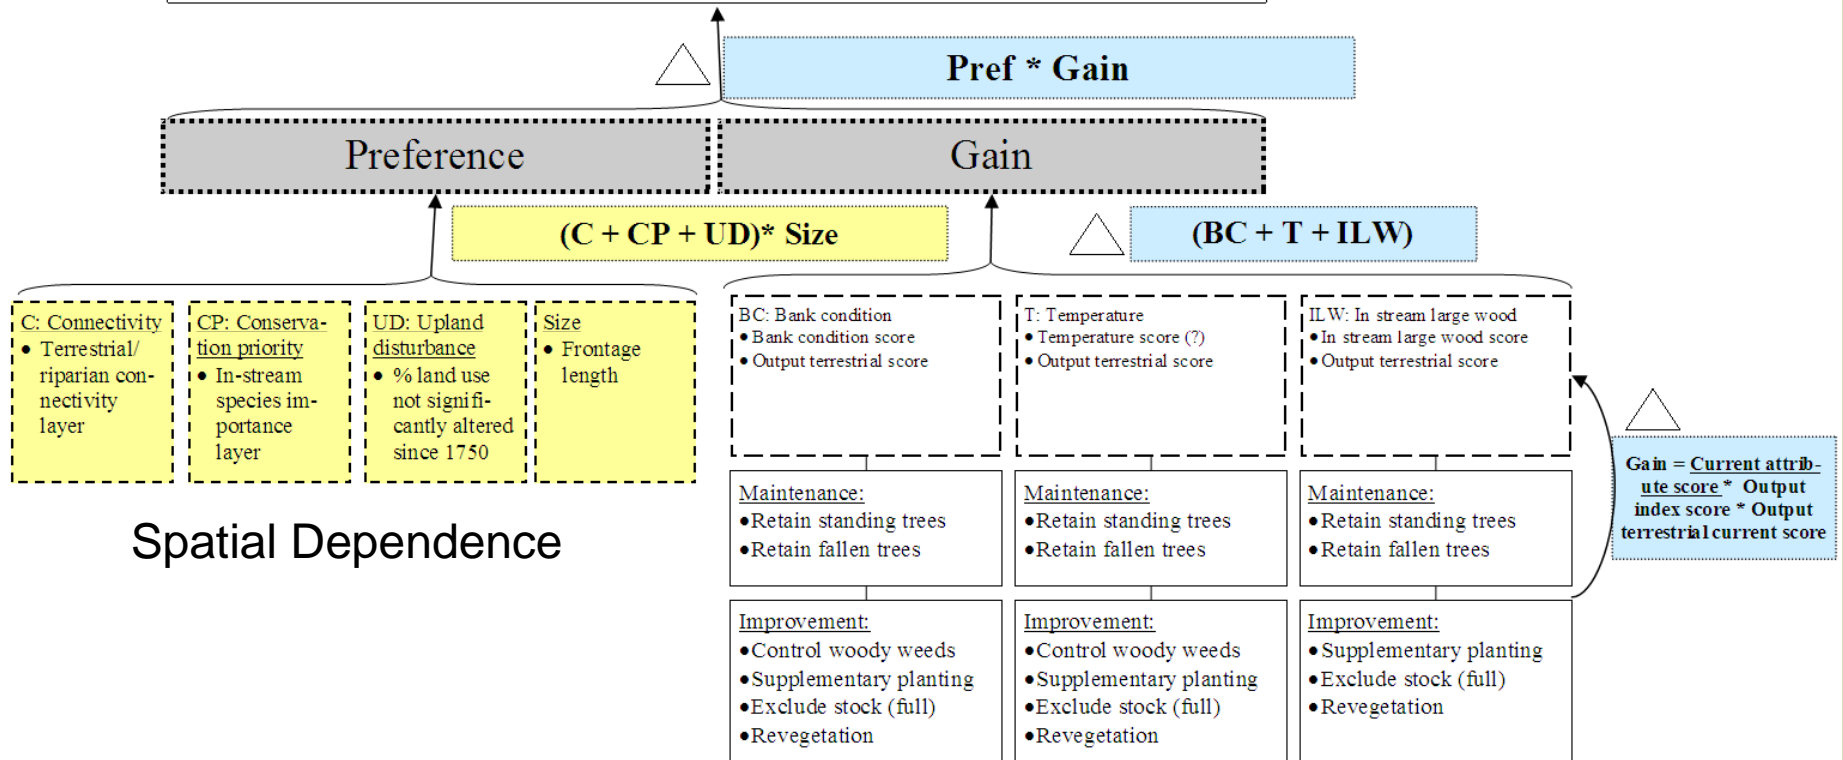 Pref * Gain
Preference
Gain
(C + CP + UD)* Size
(BC + T + ILW)
C: Connectivity
• Terrestrial/
riparian con-
nectivity
layer
CP: Conserva-
tion priority
• In-stream
species im-
portance
layer
UD: Upland
disturbance
• % land use
not signifi-
cantly altered
since 1750
Size
• Frontage
length
BC: Bank condition
• Bank condition score
• Output terrestrial score
T: Temperature
• Temperature score (?)
• Output terrestrial score
ILW: In stream large wood
• In stream large wood score
• Output terrestrial score
Gain = Current attrib-
ute score * Output
index score * Output
terrestrial current score
Maintenance:
• Retain standing trees
• Retain fallen trees
Maintenance:
• Retain standing trees
• Retain fallen trees
Maintenance:
• Retain standing trees
• Retain fallen trees
Spatial Dependence
Improvement:
• Control woody weeds
• Supplementary planting
• Exclude stock (full)
• Revegetation
Improvement:
• Control woody weeds
• Supplementary planting
• Exclude stock (full)
• Revegetation
Improvement:
• Supplementary planting
• Exclude stock (full)
• Revegetation